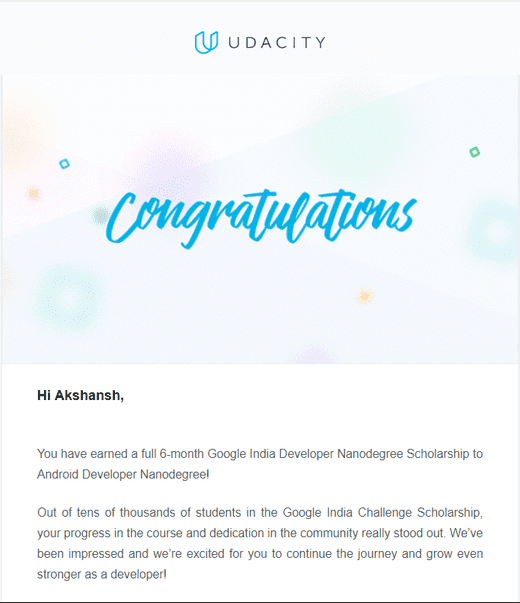 UDACITY
Congratulations
Hi Akshansh,
You have earned a full 6-month Google India Developer Nanodegree Scholarship to
Android Developer Nanodegree!
Out of tens of thousands of students in the Google India Challenge Scholarship,
your progress in the course and dedication in the community really stood out. We've
been impressed and we're excited for you to continue the journey and grow even
stronger as a developer!